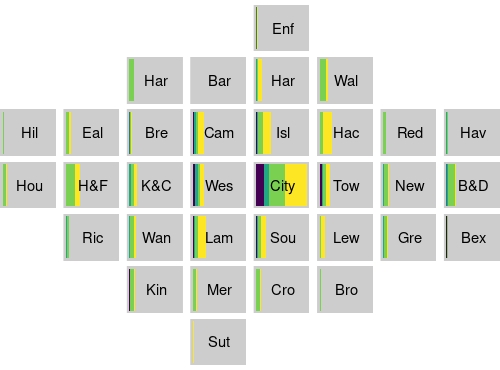 Enf
Har Bar Har Wal
Hil Eal Bre Cam Isl Hac Red Hav
Hou H&F K&C Wes City Tow New B&D
Ric Wan Lam Sou Lew Gre Bex
Kin Mer Cro Bro
Sut